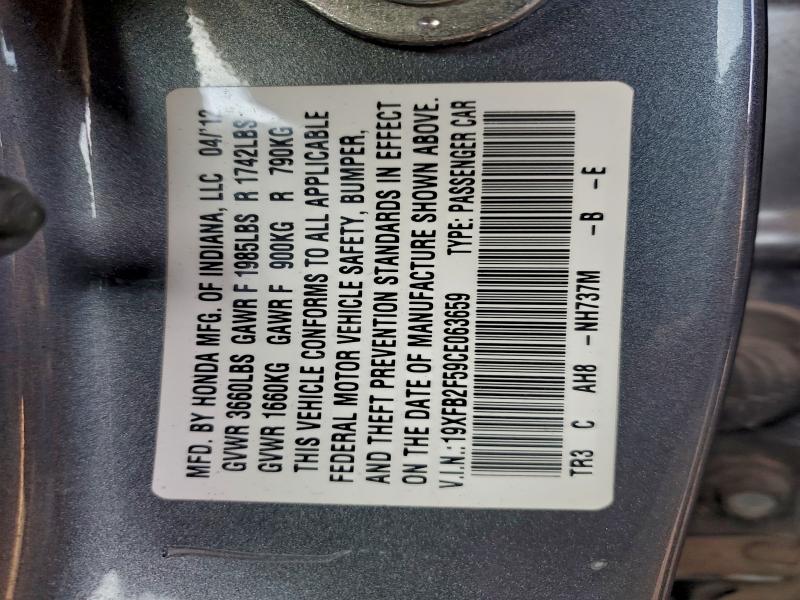 MFD. BY HONDA MFG. OF INDIANA, LLC 04/'12
GVWR 3660LBS GAWR F 1985LBS R 1742LBS
GVWR 1660KG GAWR F 900KG R 790KG
THIS VEHICLE CONFORMS TO ALL APPLICABLE
FEDERAL MOTOR VEHICLE SAFETY, BUMPER,
AND THEFT PREVENTION STANDARDS IN EFFECT
ON THE DATE OF MANUFACTURE SHOWN ABOVE.
V.I.N.: 19XFB2F59CE063659 TYPE: PASSENGER CAR
TR3 C AH8 -NH737M -B -E